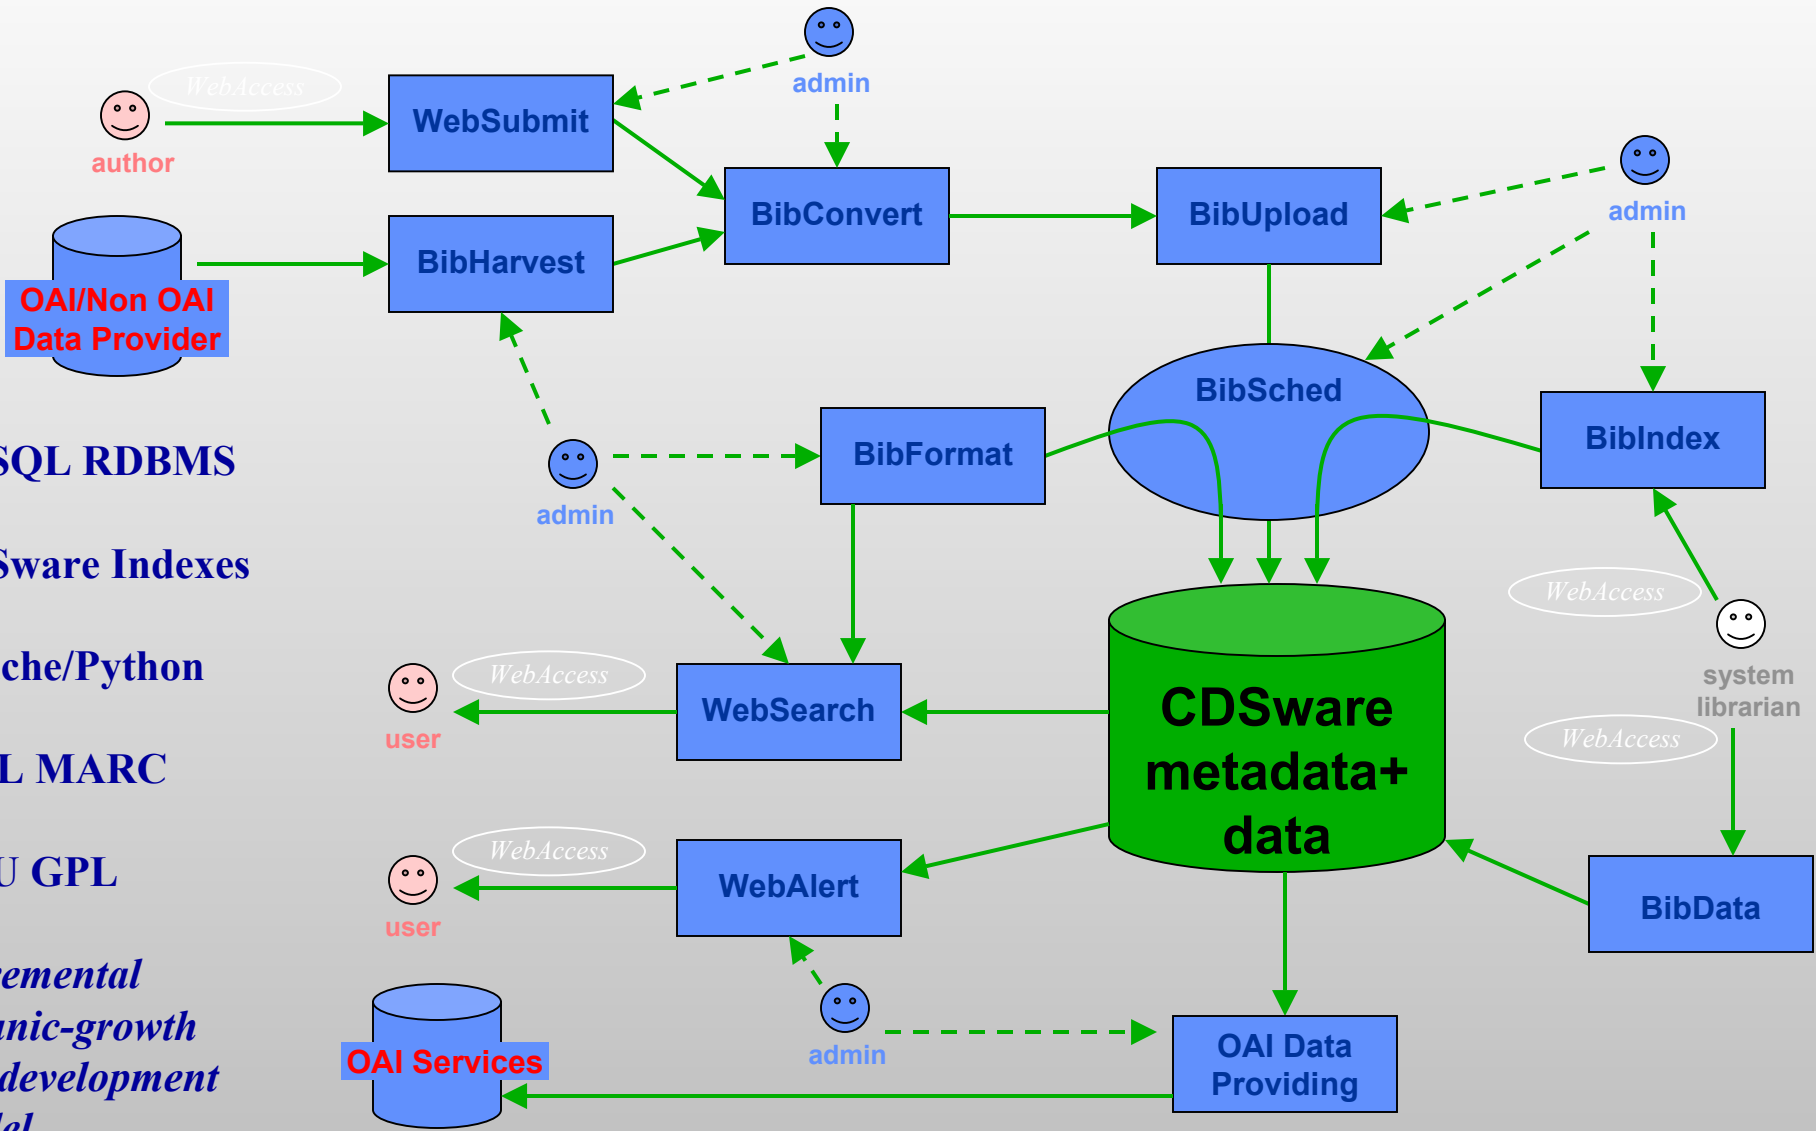 admin
WebAccess
WebSubmit
author
BibConvert
BibUpload
admin
BibHarvest
OAI/Non OAI
Data Provider
BibSched
SQL RDBMS
BibFormat
BibIndex
admin
Sware Indexes
WebAccess
che/Python
WebAccess
system
librarian
WebSearch
user
CDSware
metadata+
data
WebAccess
L MARC
WebAccess
U GPL
WebAlert
user
BibData
remental
anic-growth
development
OAI Services
admin
OAI Data
Providing